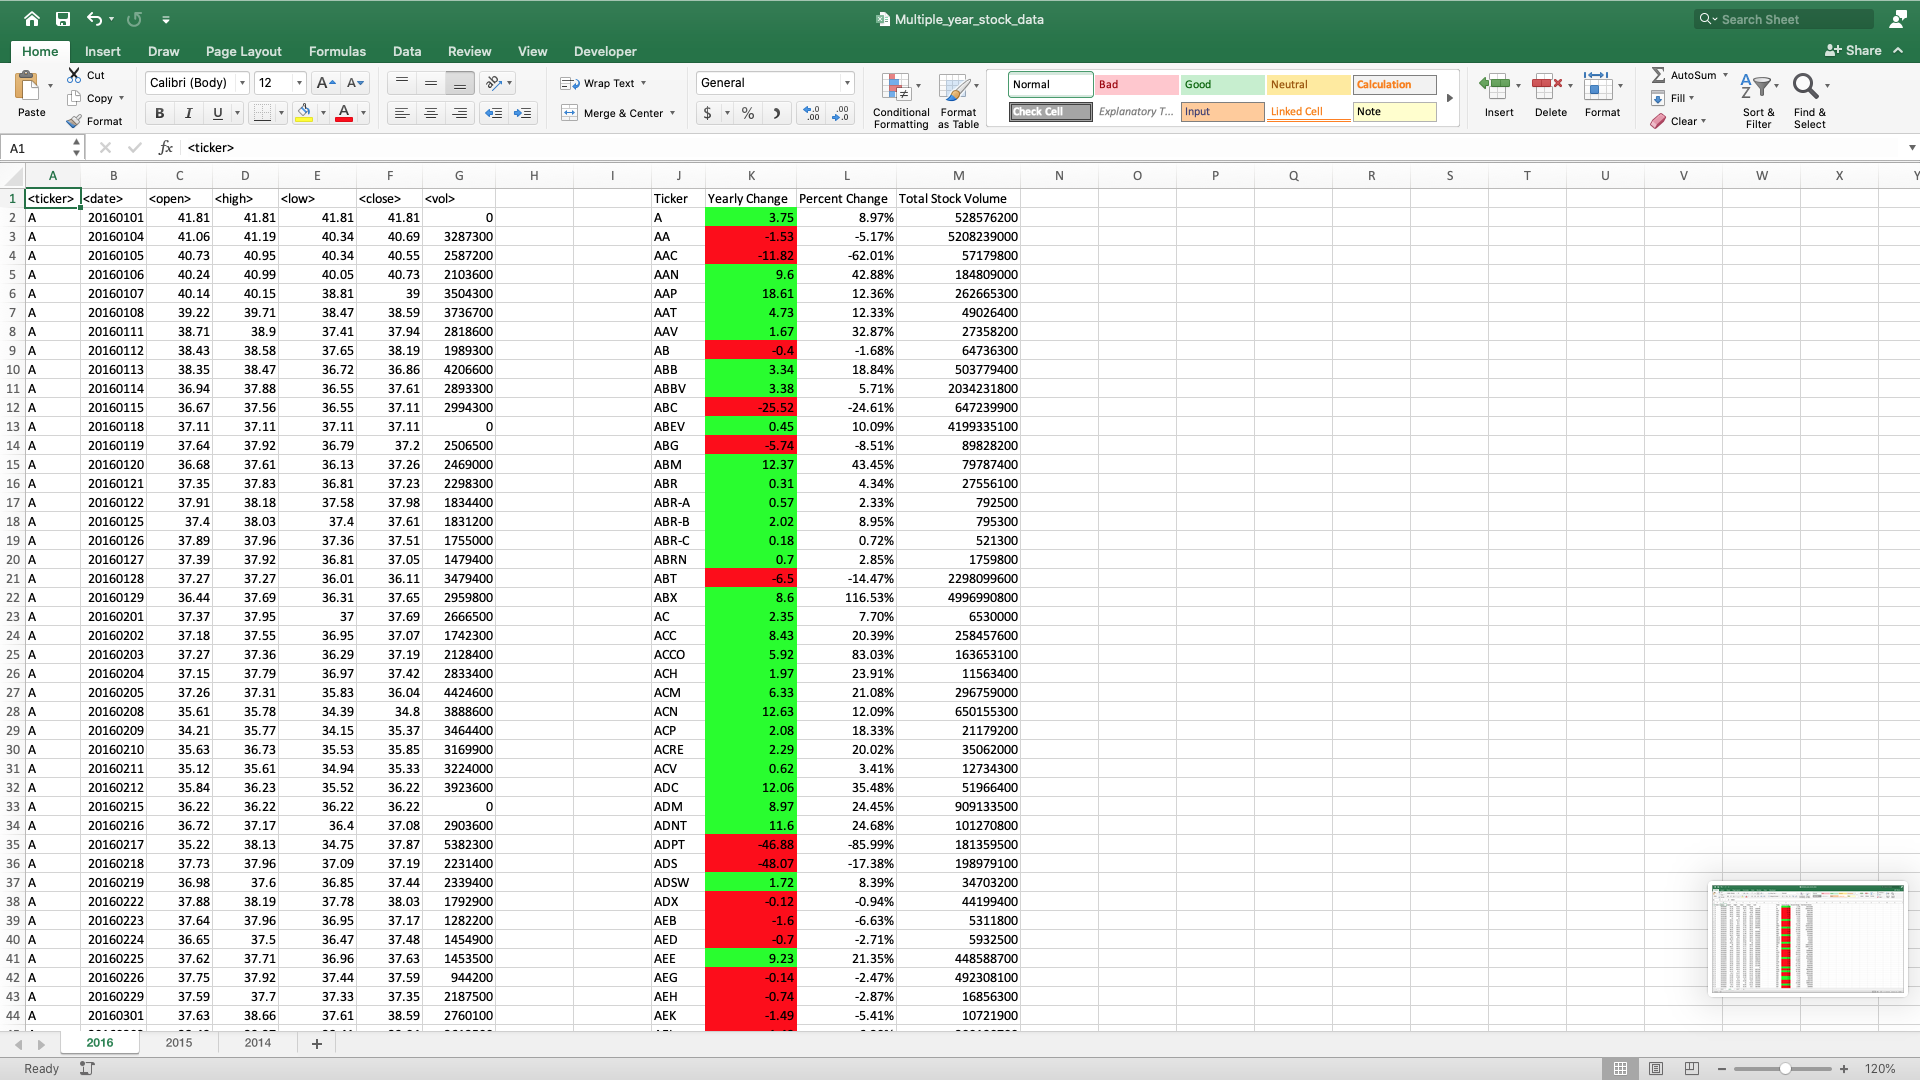 Multiple_year_stock_data
Search Sheet
Home Insert Draw Page Layout Formulas Data Review View Developer
Share
Paste
Cut
Copy
Format
Calibri (Body) 12
B I U
Wrap Text
Merge & Center
General
$ % )
Conditional Formatting
Format as Table
Normal Bad Good Neutral Calculation
Check Cell Explanatory T... Input Linked Cell Note
Insert Delete Format
AutoSum
Fill
Clear
Sort & Filter
Find & Select
A1 fx <ticker>
A B C D E F G H I J K L M N O P Q R S T U V W X Y
1 <ticker> <date> <open> <high> <low> <close> <vol> Ticker Yearly Change Percent Change Total Stock Volume
2 A 20160101 41.81 41.81 41.81 41.81 0 A 3.75 8.97% 528576200
3 A 20160104 41.06 41.19 40.34 40.69 3287300 AA -1.53 -5.17% 5208239000
4 A 20160105 40.73 40.95 40.34 40.55 2587200 AAC -11.82 -62.01% 57179800
5 A 20160106 40.24 40.99 40.05 40.73 2103600 AAN 9.6 42.88% 184809000
6 A 20160107 40.14 40.15 38.81 39 3504300 AAP 18.61 12.36% 262665300
7 A 20160108 39.22 39.71 38.47 38.59 3736700 AAT 4.73 12.33% 49026400
8 A 20160111 38.71 38.9 37.41 37.94 2818600 AAV 1.67 32.87% 27358200
9 A 20160112 38.43 38.58 37.65 38.19 1989300 AB -0.4 -1.68% 64736300
10 A 20160113 38.35 38.47 36.72 36.86 4206600 ABB 3.34 18.84% 503779400
11 A 20160114 36.94 37.88 36.55 37.61 2893300 ABBV 3.38 5.71% 2034231800
12 A 20160115 36.67 37.56 36.55 37.11 2994300 ABC -25.52 -24.61% 647239900
13 A 20160118 37.11 37.11 37.11 37.11 0 ABEV 0.45 10.09% 4199335100
14 A 20160119 37.64 37.92 36.79 37.2 2506500 ABG -5.74 -8.51% 89828200
15 A 20160120 36.68 37.61 36.13 37.26 2469000 ABM 12.37 43.45% 79787400
16 A 20160121 37.35 37.83 36.81 37.23 2298300 ABR 0.31 4.34% 27556100
17 A 20160122 37.91 38.18 37.58 37.98 1834400 ABR-A 0.57 2.33% 792500
18 A 20160125 37.4 38.03 37.4 37.61 1831200 ABR-B 2.02 8.95% 795300
19 A 20160126 37.89 37.96 37.36 37.51 1755000 ABR-C 0.18 0.72% 521300
20 A 20160127 37.39 37.92 36.81 37.05 1479400 ABRN 0.7 2.85% 1759800
21 A 20160128 37.27 37.27 36.01 36.11 3479400 ABT -6.5 -14.47% 2298099600
22 A 20160129 36.44 37.69 36.31 37.65 2959800 ABX 8.6 116.53% 4996990800
23 A 20160201 37.37 37.95 37 37.69 2666500 AC 2.35 7.70% 6530000
24 A 20160202 37.18 37.55 36.95 37.07 1742300 ACC 8.43 20.39% 258457600
25 A 20160203 37.27 37.36 36.29 37.19 2128400 ACCO 5.92 83.03% 163653100
26 A 20160204 37.15 37.79 36.97 37.42 2833400 ACH 1.97 23.91% 11563400
27 A 20160205 37.26 37.31 35.83 36.04 4424600 ACM 6.33 21.08% 296759000
28 A 20160208 35.61 35.78 34.39 34.8 3888600 ACN 12.63 12.09% 650155300
29 A 20160209 34.21 35.77 34.15 35.37 3464400 ACP 2.08 18.33% 21179200
30 A 20160210 35.63 36.73 35.53 35.85 3169900 ACRE 2.29 20.02% 35062000
31 A 20160211 35.12 35.61 34.94 35.33 3224000 ACV 0.62 3.41% 12734300
32 A 20160212 35.84 36.23 35.52 36.22 3923600 ADC 12.06 35.48% 51966400
33 A 20160215 36.22 36.22 36.22 36.22 0 ADM 8.97 24.45% 909133500
34 A 20160216 36.72 37.17 36.4 37.08 2903600 ADNT 11.6 24.68% 101270800
35 A 20160217 35.22 38.13 34.75 37.87 5382300 ADPT -46.88 -85.99% 181359500
36 A 20160218 37.73 37.96 37.09 37.19 2231400 ADS -48.07 -17.38% 198979100
37 A 20160219 36.98 37.6 36.85 37.44 2339400 ADSW 1.72 8.39% 34703200
38 A 20160222 37.88 38.19 37.78 38.03 1792900 ADX -0.12 -0.94% 44199400
39 A 20160223 37.64 37.96 36.95 37.17 1282200 AEB -1.6 -6.63% 5311800
40 A 20160224 36.65 37.5 36.47 37.48 1454900 AED -0.7 -2.71% 5932500
41 A 20160225 37.62 37.71 36.96 37.63 1453500 AEE 9.23 21.35% 448588700
42 A 20160226 37.75 37.92 37.44 37.59 944200 AEG -0.14 -2.47% 492308100
43 A 20160229 37.59 37.7 37.33 37.35 2187500 AEH -0.74 -2.87% 16856300
44 A 20160301 37.63 38.66 37.61 38.59 2760100 AEK -1.49 -5.41% 10721900
2016 2015 2014 +
Ready
120%